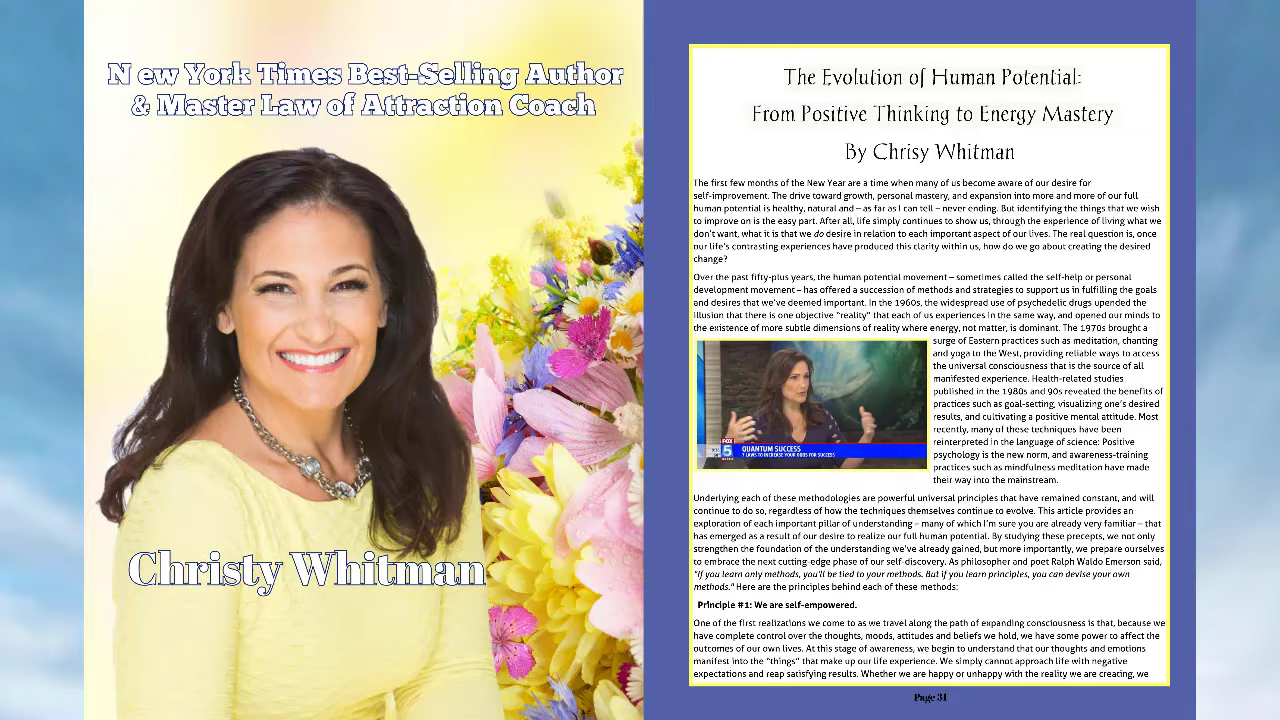 N ew York Times Best-Selling Author
& Master Law of Attraction Coach
Christy Whitman
The Evolution of Human Potential:
From Positive Thinking to Energy Mastery
By Chrisy Whitman
The first few months of the New Year are a time when many of us become aware of our desire for
self-improvement. The drive toward growth, personal mastery, and expansion into more and more of our full
human potential is healthy, natural and – as far as I can tell – never ending. But identifying the things that we wish
to improve on is the easy part. After all, life simply continues to show us, through the experience of living what we
don't want, what it is that we do desire in relation to each important aspect of our lives. The real question is, once
our life's contrasting experiences have produced this clarity within us, how do we go about creating the desired
change?
Over the past fifty-plus years, the human potential movement – sometimes called the self-help or personal
development movement – has offered a succession of methods and strategies to support us in fulfilling the goals
and desires that we've deemed important. In the 1960s, the widespread use of psychedelic drugs upended the
illusion that there is one objective "reality" that each of us experiences in the same way, and opened our minds to
the existence of more subtle dimensions of reality where energy, not matter, is dominant. The 1970s brought a
surge of Eastern practices such as meditation, chanting
and yoga to the West, providing reliable ways to access
the universal consciousness that is the source of all
manifested experience. Health-related studies
published in the 1980s and 90s revealed the benefits of
practices such as goal-setting, visualizing one's desired
results, and cultivating a positive mental attitude. Most
recently, many of these techniques have been
reinterpreted in the language of science: Positive
psychology is the new norm, and awareness-training
practices such as mindfulness meditation have made
their way into the mainstream.
FOX
5
QUANTUM SUCCESS
7 LAWS TO INCREASE YOUR ODDS FOR SUCCESS
Underlying each of these methodologies are powerful universal principles that have remained constant, and will
continue to do so, regardless of how the techniques themselves continue to evolve. This article provides an
exploration of each important pillar of understanding – many of which I'm sure you are already very familiar – that
has emerged as a result of our desire to realize our full human potential. By studying these precepts, we not only
strengthen the foundation of the understanding we've already gained, but more importantly, we prepare ourselves
to embrace the next cutting-edge phase of our self-discovery. As philosopher and poet Ralph Waldo Emerson said,
"If you learn only methods, you'll be tied to your methods. But if you learn principles, you can devise your own
methods." Here are the principles behind each of these methods:
Principle #1: We are self-empowered.
One of the first realizations we come to as we travel along the path of expanding consciousness is that, because we
have complete control over the thoughts, moods, attitudes and beliefs we hold, we have some power to affect the
outcomes of our own lives. At this stage of awareness, we begin to understand that our thoughts and emotions
manifest into the "things" that make up our life experience. We simply cannot approach life with negative
expectations and reap satisfying results. Whether we are happy or unhappy with the reality we are creating, we
Page 31